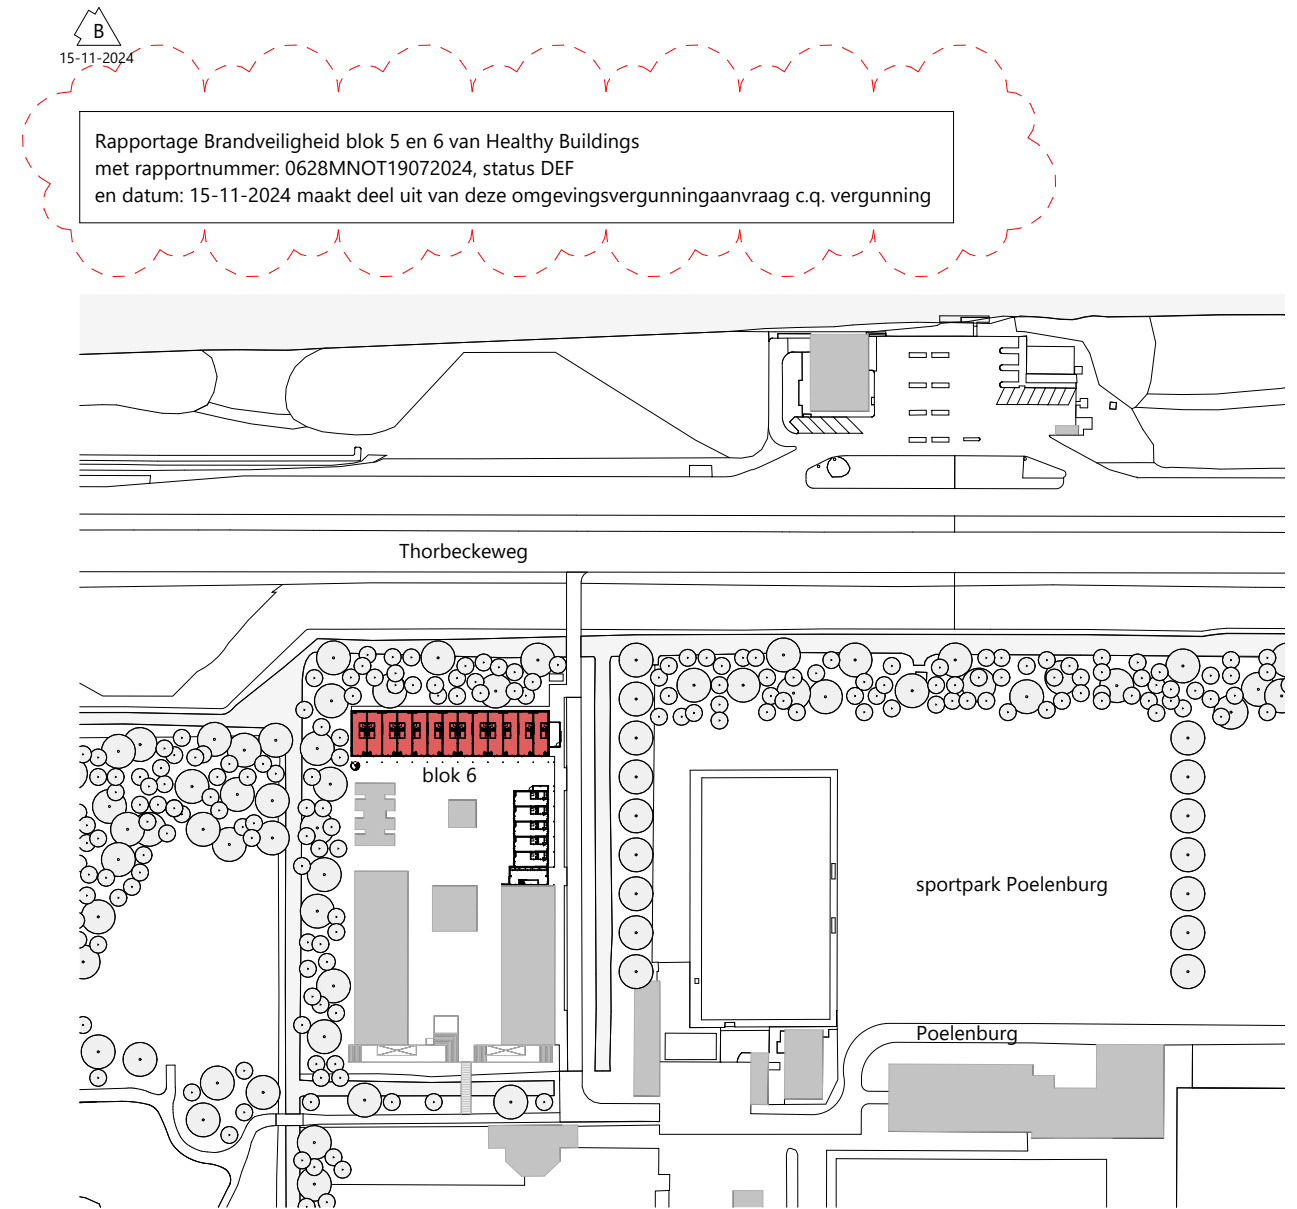 B
15-11-2024
Rapportage Brandveiligheid blok 5 en 6 van Healthy Buildings
met rapportnummer: 0628MNOT19072024, status DEF
en datum: 15-11-2024 maakt deel uit van deze omgevingsvergunningaanvraag c.q. vergunning
Thorbeckeweg
blok 6
sportpark Poelenburg
Poelenburg